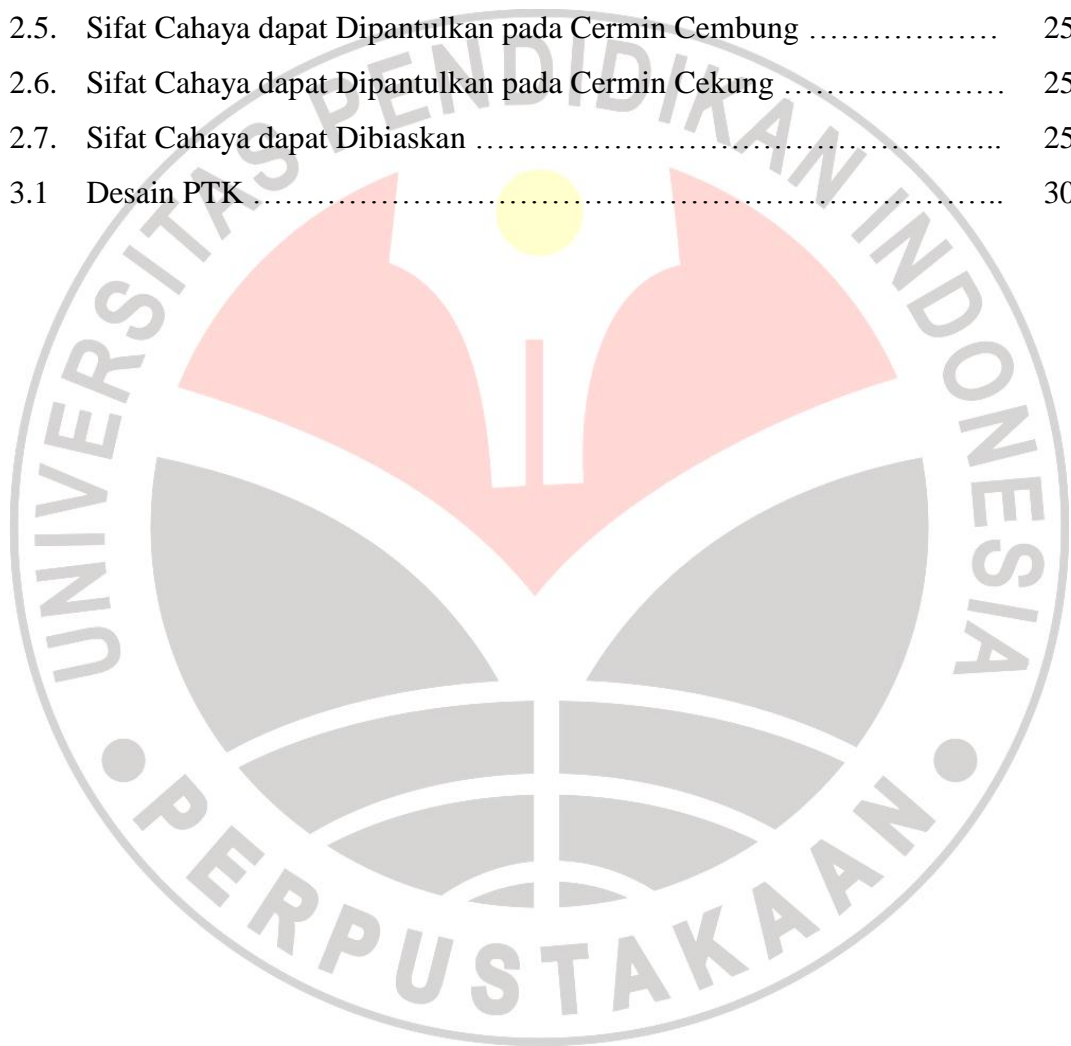 2.5. Sifat Cahaya dapat Dipantulkan pada Cermin Cembung ……………… 25
2.6. Sifat Cahaya dapat Dipantulkan pada Cermin Cekung ………………… 25
2.7. Sifat Cahaya dapat Dibiaskan ………………………………………….. 25
3.1 Desain PTK …………………………………………………………….. 30
UNIVERSITAS PENDIDIKAN INDONESIA
PERPUSTAKAAN